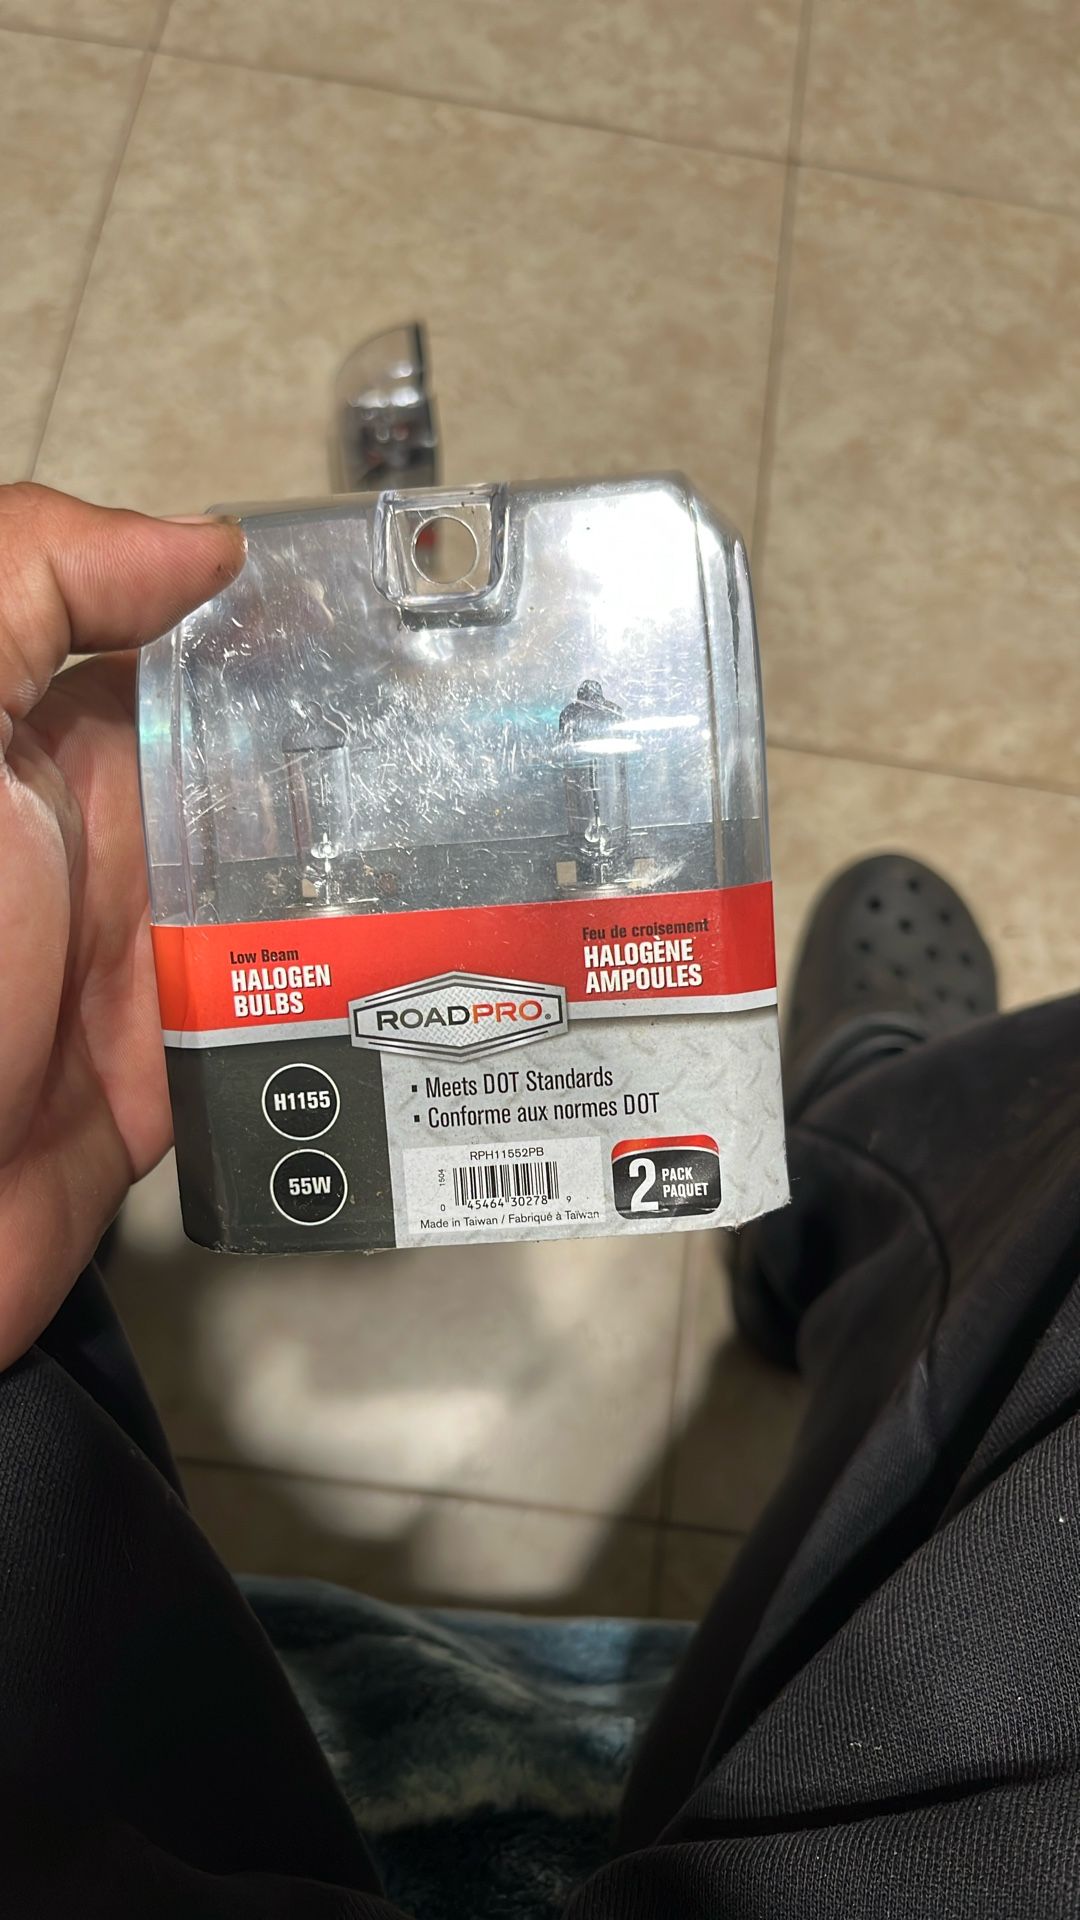 Low Beam
HALOGEN
BULBS
Feu de croisement
HALOGÈNE
AMPOULES
ROADPRO®
H1155
55W
▪ Meets DOT Standards
▪ Conforme aux normes DOT
RPH11552PB
1504
0 45464 30278 9
Made in Taiwan / Fabriqué à Taïwan
2 PACK
PAQUET